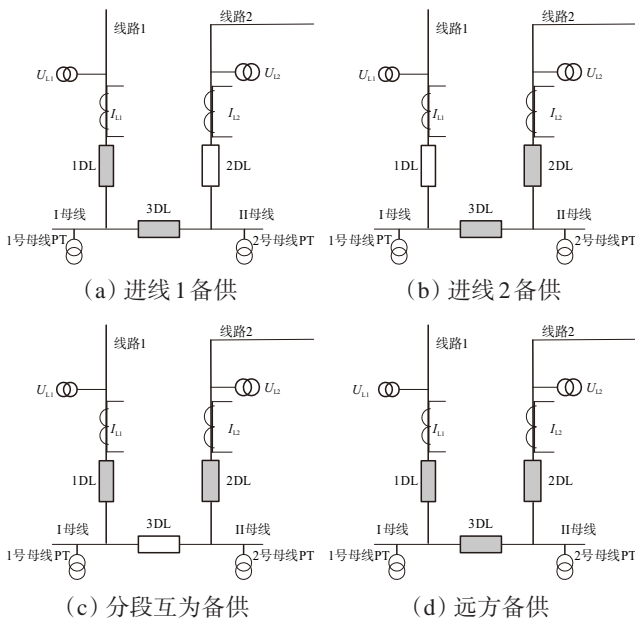 线路1
线路2
U_L1
U_L2
I_L1
I_L2
1DL
2DL
I母线
3DL
II母线
1号母线PT
2号母线PT
(a)进线1备供
线路1
线路2
U_L1
U_L2
I_L1
I_L2
1DL
2DL
I母线
3DL
II母线
1号母线PT
2号母线PT
(b)进线2备供
线路1
线路2
U_L1
U_L2
I_L1
I_L2
1DL
2DL
I母线
3DL
II母线
1号母线PT
2号母线PT
(c)分段互为备供
线路1
线路2
U_L1
U_L2
I_L1
I_L2
1DL
2DL
I母线
3DL
II母线
1号母线PT
2号母线PT
(d)远方备供